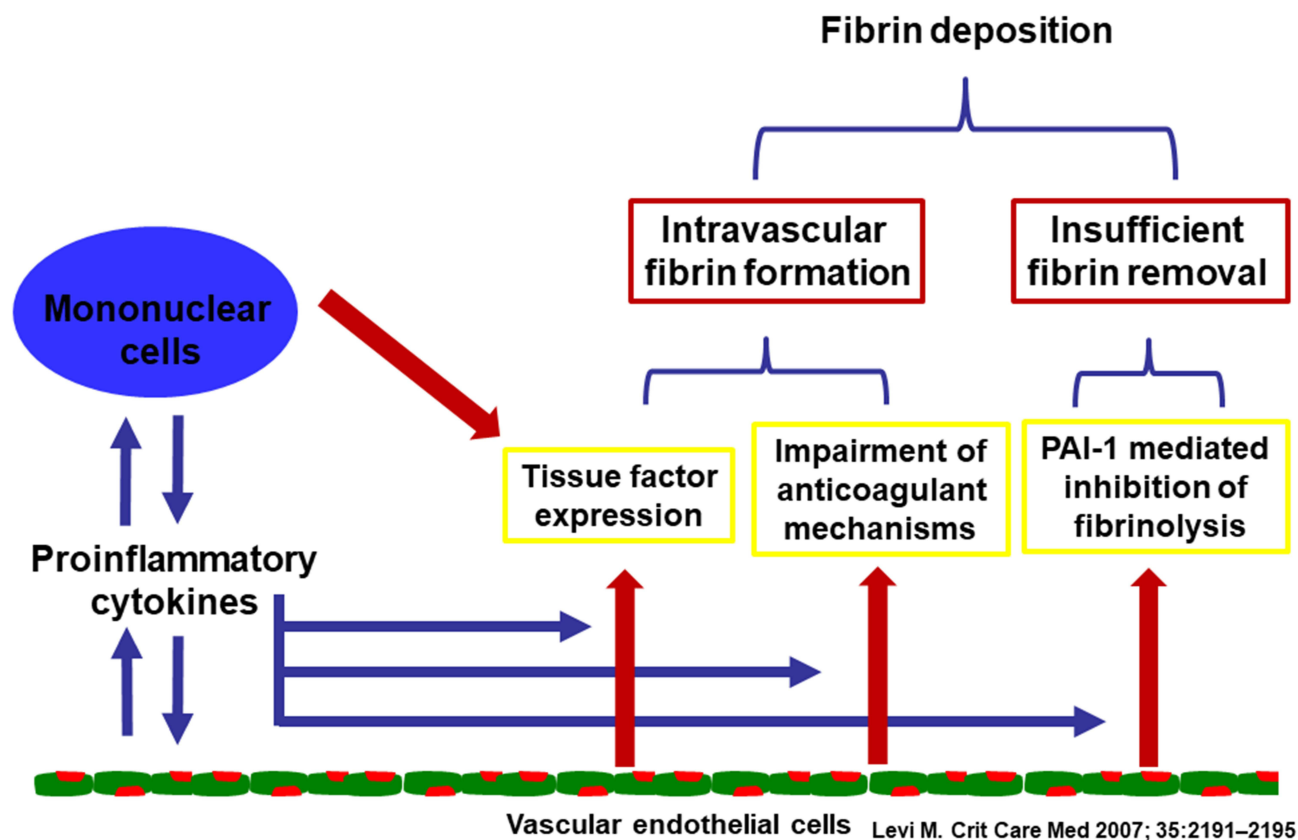 Fibrin deposition
Intravascular
fibrin formation
Insufficient
fibrin removal
Mononuclear
cells
Tissue factor
expression
Impairment of
anticoagulant
mechanisms
PAI-1 mediated
inhibition of
fibrinolysis
Proinflammatory
cytokines
Vascular endothelial cells
Levi M. Crit Care Med 2007; 35:2191–2195